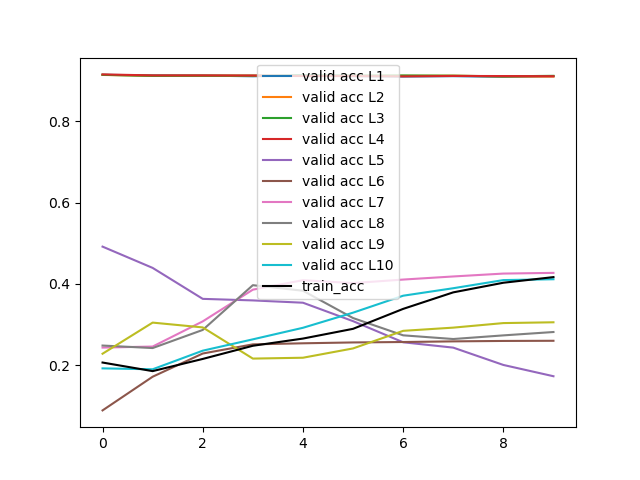 valid acc L1
valid acc L2
valid acc L3
valid acc L4
valid acc L5
valid acc L6
valid acc L7
valid acc L8
valid acc L9
valid acc L10
train_acc
0.8
0.6
0.4
0.2
0 2 4 6 8